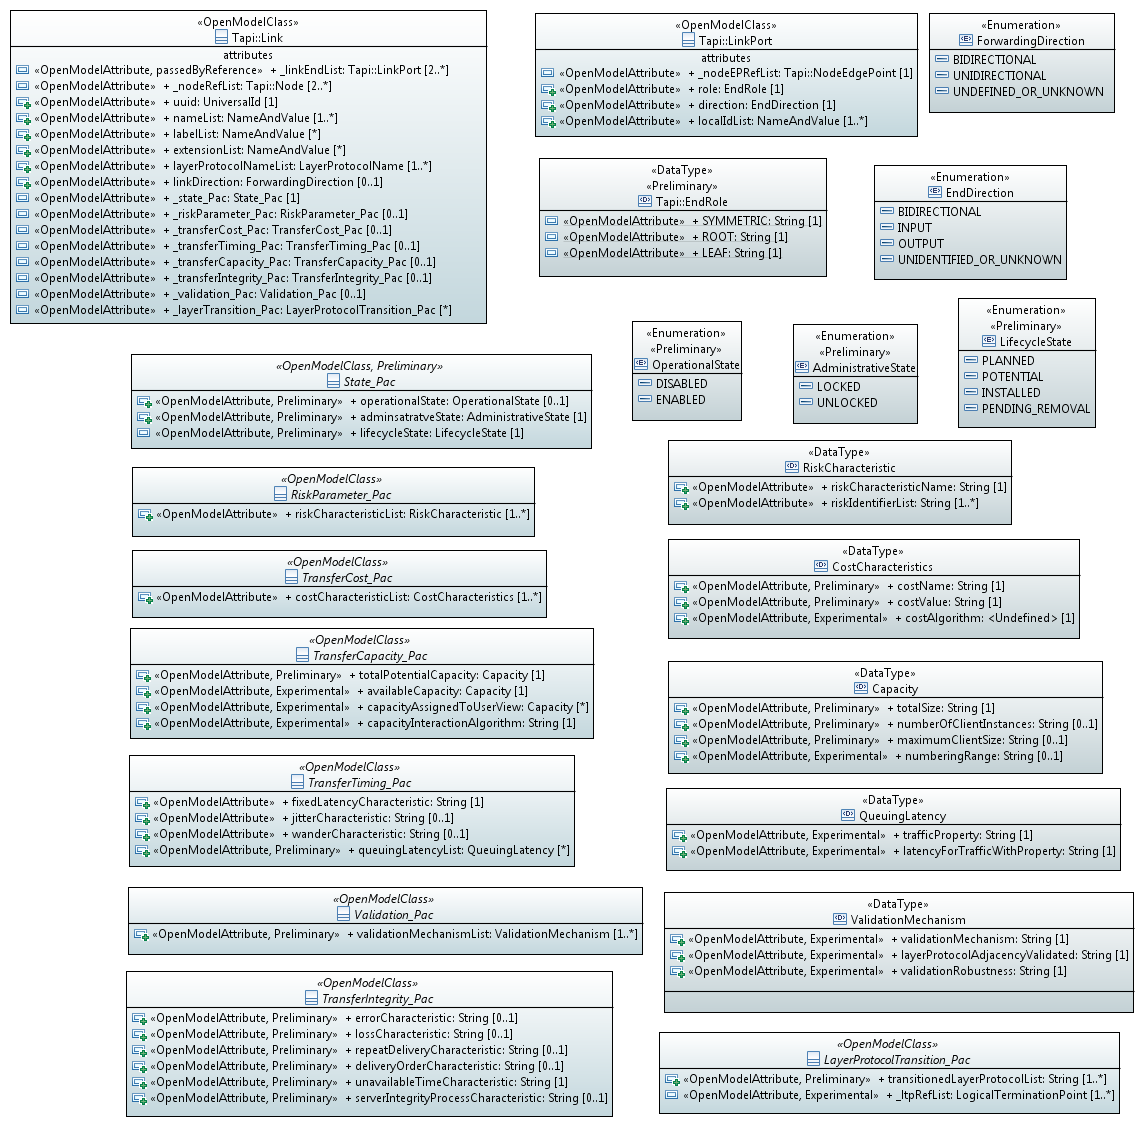 «OpenModelClass»
Tapi::Link
attributes
«OpenModelAttribute, passedByReference» + _linkEndList: Tapi::LinkPort [2..*]
«OpenModelAttribute» + _nodeRefList: Tapi::Node [2..*]
«OpenModelAttribute» + uuid: UniversalId [1]
«OpenModelAttribute» + nameList: NameAndValue [1..*]
«OpenModelAttribute» + labelList: NameAndValue [*]
«OpenModelAttribute» + extensionList: NameAndValue [*]
«OpenModelAttribute» + layerProtocolNameList: LayerProtocolName [1..*]
«OpenModelAttribute» + linkDirection: ForwardingDirection [0..1]
«OpenModelAttribute» + _state_Pac: State_Pac [1]
«OpenModelAttribute» + _riskParameter_Pac: RiskParameter_Pac [0..1]
«OpenModelAttribute» + _transferCost_Pac: TransferCost_Pac [0..1]
«OpenModelAttribute» + _transferTiming_Pac: TransferTiming_Pac [0..1]
«OpenModelAttribute» + _transferCapacity_Pac: TransferCapacity_Pac [0..1]
«OpenModelAttribute» + _transferIntegrity_Pac: TransferIntegrity_Pac [0..1]
«OpenModelAttribute» + _validation_Pac: Validation_Pac [0..1]
«OpenModelAttribute» + _layerTransition_Pac: LayerProtocolTransition_Pac [*]
«OpenModelClass»
Tapi::LinkPort
attributes
«OpenModelAttribute» + _nodeEPRefList: Tapi::NodeEdgePoint [1]
«OpenModelAttribute» + role: EndRole [1]
«OpenModelAttribute» + direction: EndDirection [1]
«OpenModelAttribute» + localIdList: NameAndValue [1..*]
«Enumeration»
ForwardingDirection
BIDIRECTIONAL
UNIDIRECTIONAL
UNDEFINED_OR_UNKNOWN
«DataType»
«Preliminary»
Tapi::EndRole
«OpenModelAttribute» + SYMMETRIC: String [1]
«OpenModelAttribute» + ROOT: String [1]
«OpenModelAttribute» + LEAF: String [1]
«Enumeration»
EndDirection
BIDIRECTIONAL
INPUT
OUTPUT
UNIDENTIFIED_OR_UNKNOWN
«Enumeration»
«Preliminary»
OperationalState
DISABLED
ENABLED
«Enumeration»
«Preliminary»
AdministrativeState
LOCKED
UNLOCKED
«Enumeration»
«Preliminary»
LifecycleState
PLANNED
POTENTIAL
INSTALLED
PENDING_REMOVAL
«OpenModelClass, Preliminary»
State_Pac
«OpenModelAttribute, Preliminary» + operationalState: OperationalState [0..1]
«OpenModelAttribute, Preliminary» + adminsatratveState: AdministrativeState [1]
«OpenModelAttribute, Preliminary» + lifecycleState: LifecycleState [1]
«OpenModelClass»
RiskParameter_Pac
«OpenModelAttribute» + riskCharacteristicList: RiskCharacteristic [1..*]
«OpenModelClass»
TransferCost_Pac
«OpenModelAttribute» + costCharacteristicList: CostCharacteristics [1..*]
«OpenModelClass»
TransferCapacity_Pac
«OpenModelAttribute, Preliminary» + totalPotentialCapacity: Capacity [1]
«OpenModelAttribute, Experimental» + availableCapacity: Capacity [1]
«OpenModelAttribute, Experimental» + capacityAssignedToUserView: Capacity [*]
«OpenModelAttribute, Experimental» + capacityInteractionAlgorithm: String [1]
«OpenModelClass»
TransferTiming_Pac
«OpenModelAttribute» + fixedLatencyCharacteristic: String [1]
«OpenModelAttribute» + jitterCharacteristic: String [0..1]
«OpenModelAttribute» + wanderCharacteristic: String [0..1]
«OpenModelAttribute, Preliminary» + queuingLatencyList: QueuingLatency [*]
«OpenModelClass»
Validation_Pac
«OpenModelAttribute, Preliminary» + validationMechanismList: ValidationMechanism [1..*]
«OpenModelClass»
TransferIntegrity_Pac
«OpenModelAttribute, Preliminary» + errorCharacteristic: String [0..1]
«OpenModelAttribute, Preliminary» + lossCharacteristic: String [0..1]
«OpenModelAttribute, Preliminary» + repeatDeliveryCharacteristic: String [0..1]
«OpenModelAttribute, Preliminary» + deliveryOrderCharacteristic: String [0..1]
«OpenModelAttribute, Preliminary» + unavailableTimeCharacteristic: String [1]
«OpenModelAttribute, Preliminary» + serverIntegrityProcessCharacteristic: String [0..1]
«DataType»
RiskCharacteristic
«OpenModelAttribute» + riskCharacteristicName: String [1]
«OpenModelAttribute» + riskIdentifierList: String [1..*]
«DataType»
CostCharacteristics
«OpenModelAttribute, Preliminary» + costName: String [1]
«OpenModelAttribute, Preliminary» + costValue: String [1]
«OpenModelAttribute, Experimental» + costAlgorithm: <Undefined> [1]
«DataType»
Capacity
«OpenModelAttribute, Preliminary» + totalSize: String [1]
«OpenModelAttribute, Preliminary» + numberOfClientInstances: String [0..1]
«OpenModelAttribute, Preliminary» + maximumClientSize: String [0..1]
«OpenModelAttribute, Experimental» + numberingRange: String [0..1]
«DataType»
QueuingLatency
«OpenModelAttribute, Experimental» + trafficProperty: String [1]
«OpenModelAttribute, Experimental» + latencyForTrafficWithProperty: String [1]
«DataType»
ValidationMechanism
«OpenModelAttribute, Experimental» + validationMechanism: String [1]
«OpenModelAttribute, Experimental» + layerProtocolAdjacencyValidated: String [1]
«OpenModelAttribute, Experimental» + validationRobustness: String [1]
«OpenModelClass»
LayerProtocolTransition_Pac
«OpenModelAttribute, Preliminary» + transitionedLayerProtocolList: String [1..*]
«OpenModelAttribute, Experimental» + _ltpRefList: LogicalTerminationPoint [1..*]